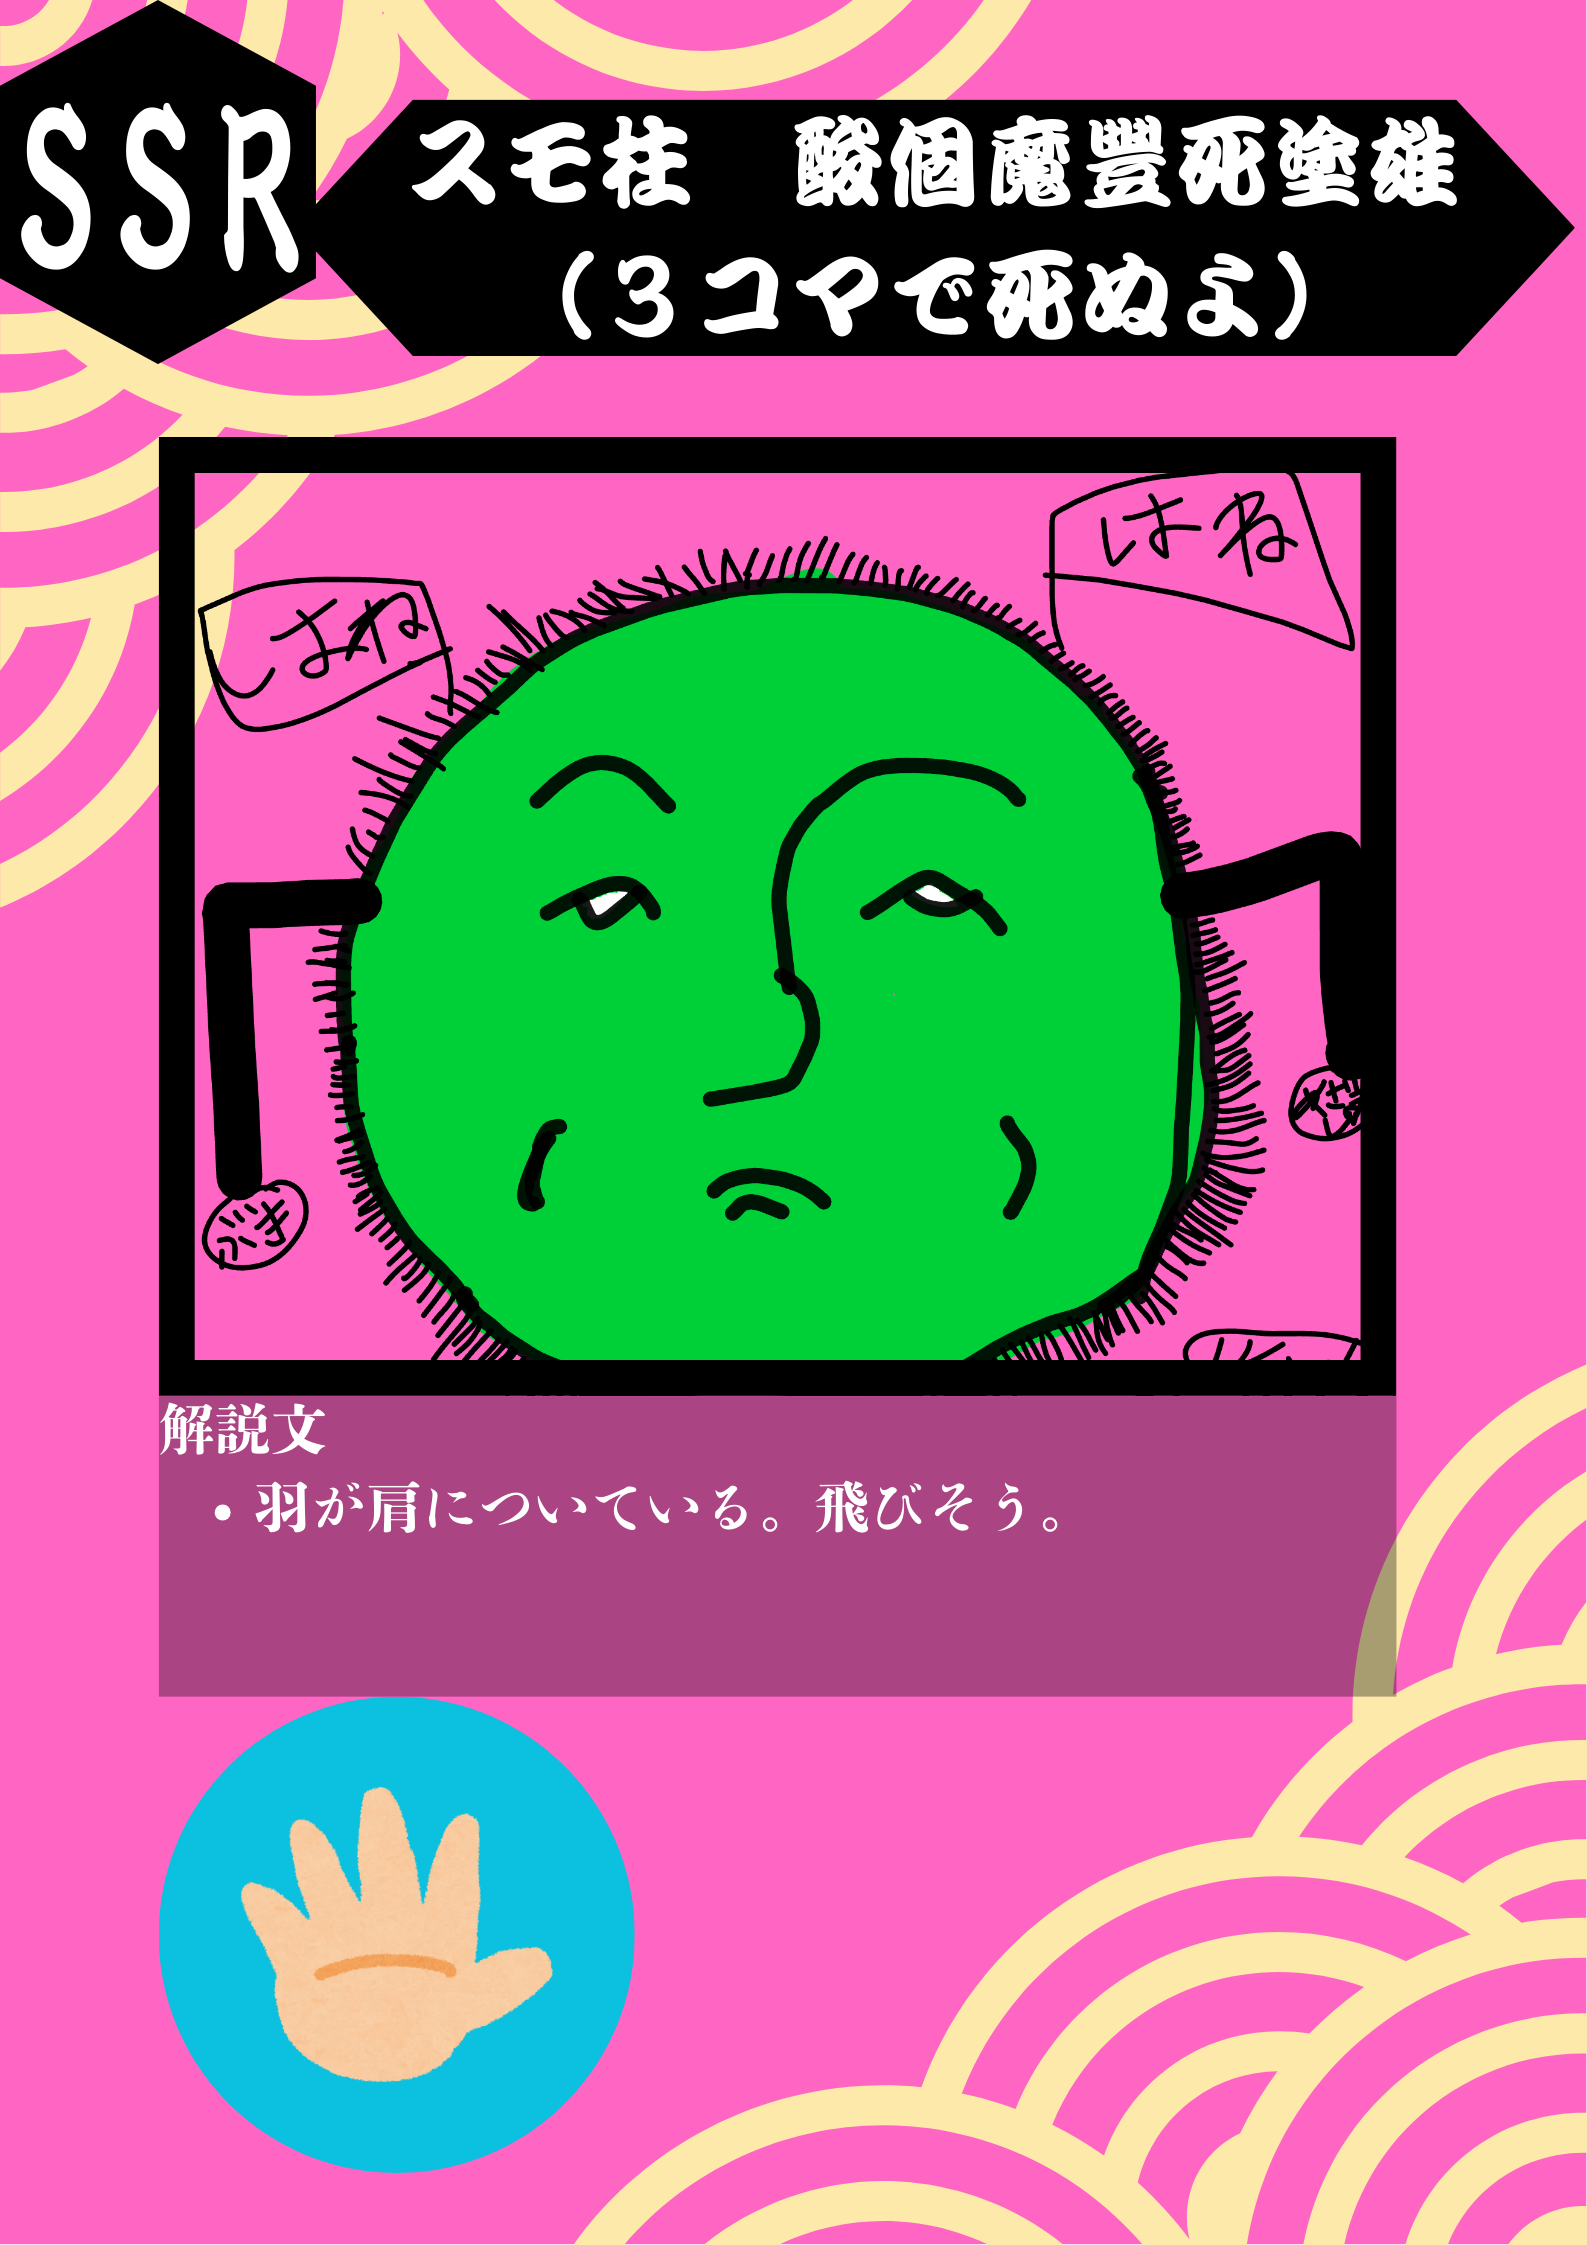 SSR
スモ柱　酸個魔豐死塗雄
（３コマで死ぬよ）
はね
はね
解説文
• 羽が肩についている。飛びそう。